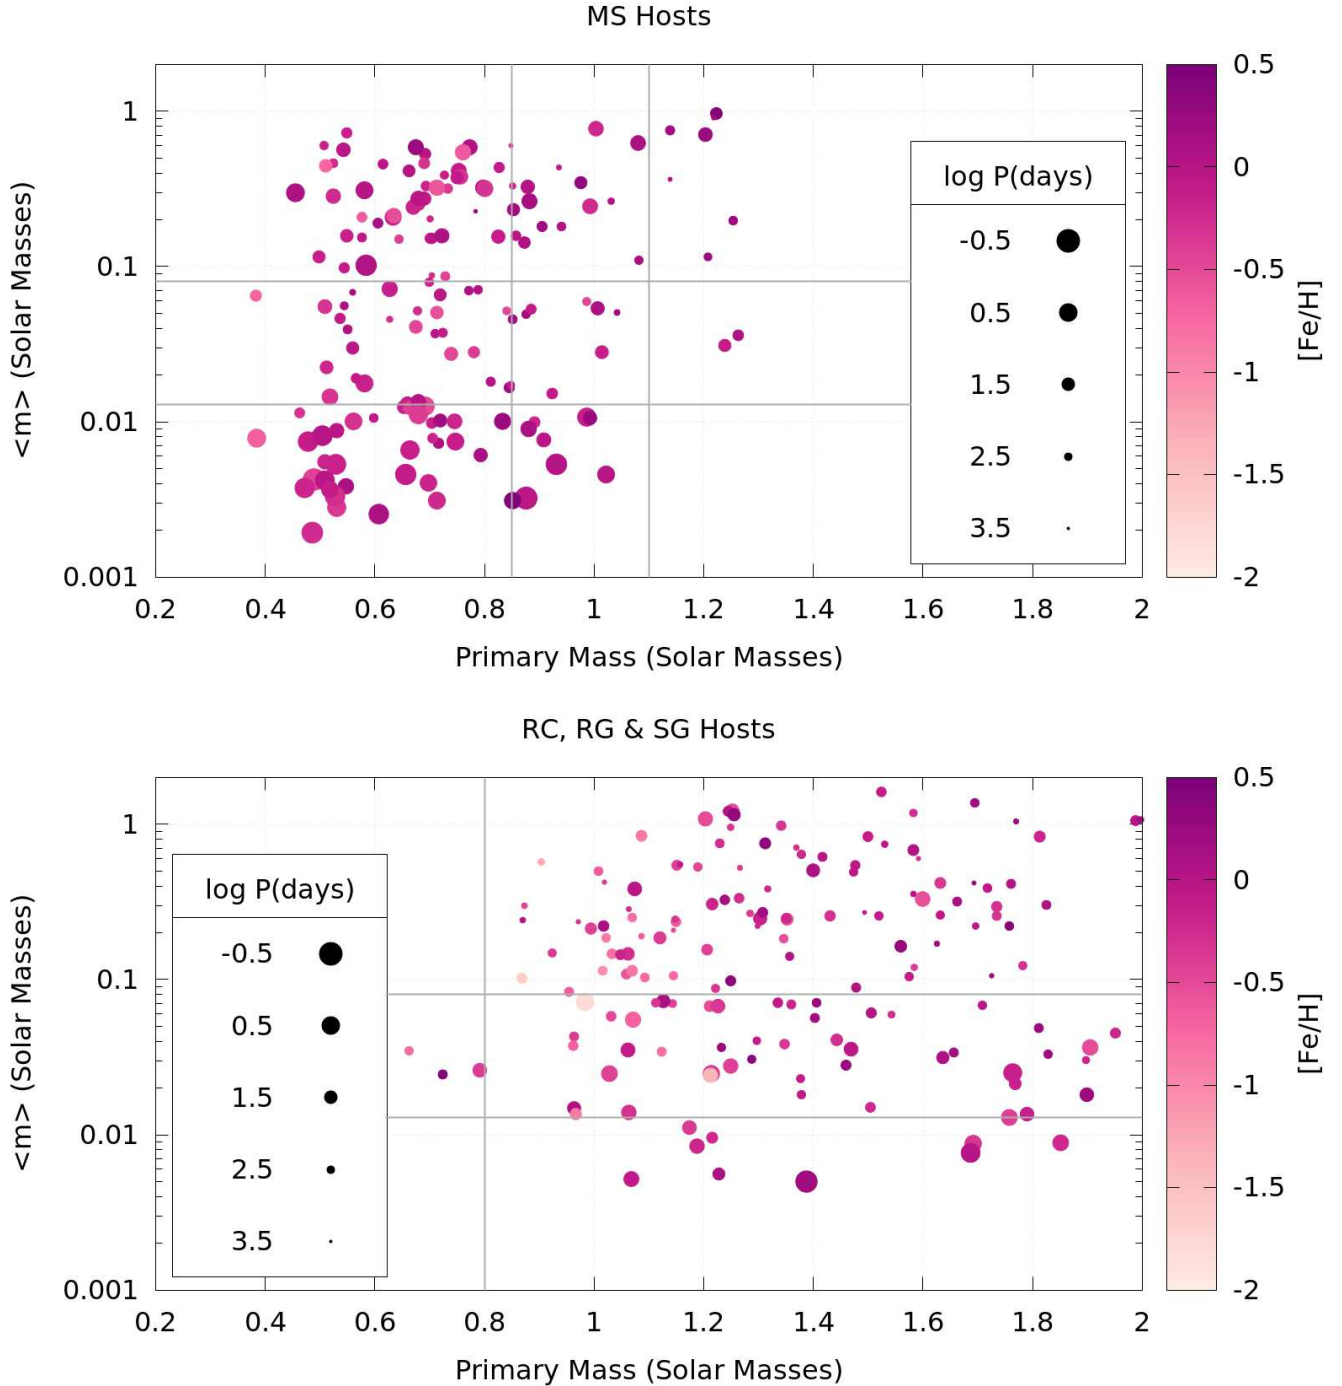 MS Hosts
1
0.1
0.01
0.001
<m> (Solar Masses)
0.2 0.4 0.6 0.8 1 1.2 1.4 1.6 1.8 2
Primary Mass (Solar Masses)
log P(days)
-0.5
0.5
1.5
2.5
3.5
0.5
0
-0.5
-1
-1.5
-2
[Fe/H]
RC, RG & SG Hosts
1
0.1
0.01
0.001
<m> (Solar Masses)
0.2 0.4 0.6 0.8 1 1.2 1.4 1.6 1.8 2
Primary Mass (Solar Masses)
log P(days)
-0.5
0.5
1.5
2.5
3.5
0.5
0
-0.5
-1
-1.5
-2
[Fe/H]